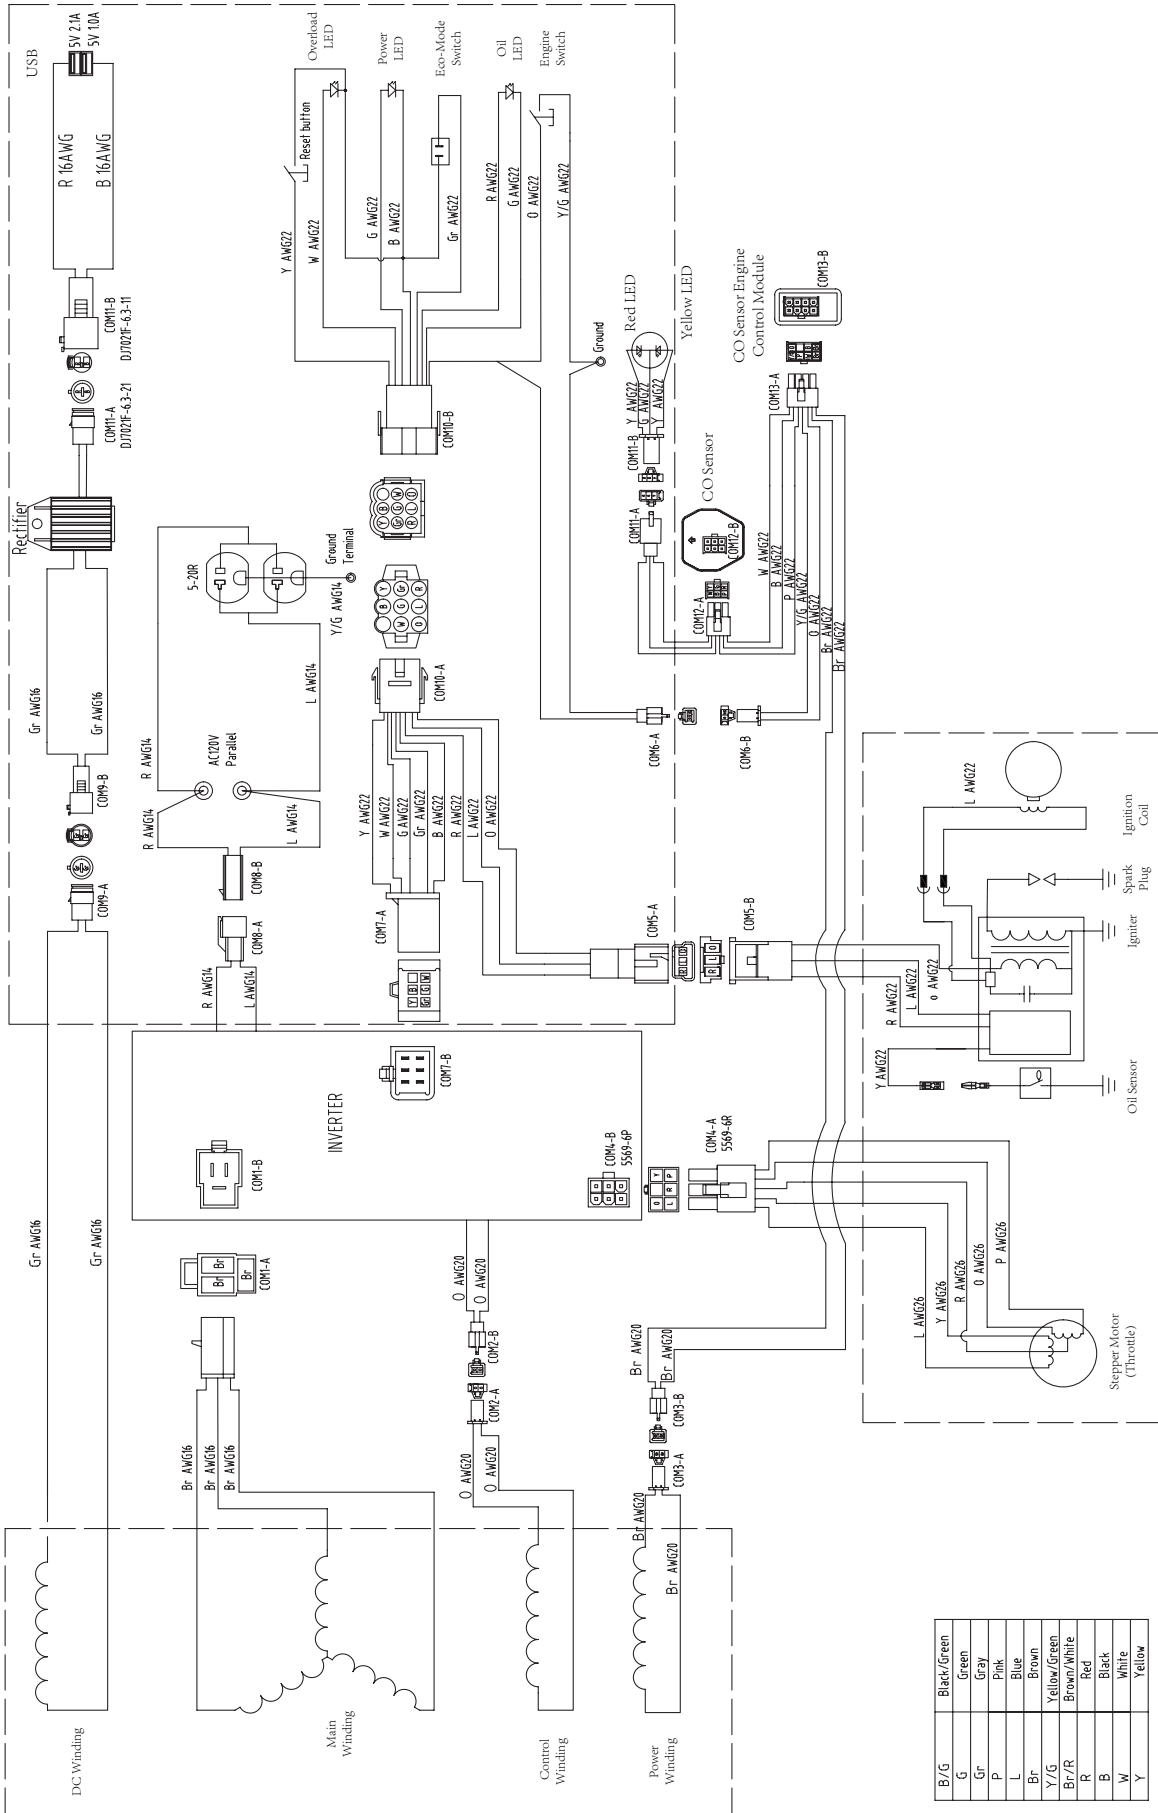 USB
5V 2.1A
5V 1.0A
R 16AWG
B 16AWG
COM11-B
DJ7021F-6.3-11
COM11-A
DJ7021F-6.3-21
Rectifier
Gr AWG16
Gr AWG16
COM9-B
COM9-A
Gr AWG16
Gr AWG16
DC Winding
Overload
LED
Power
LED
Eco-Mode
Switch
Oil
LED
Engine
Switch
Reset button
Y AWG22
W AWG22
G AWG22
B AWG22
Gr AWG22
R AWG22
G AWG22
O AWG22
Y/G AWG22
Ground
COM10-B
Y B
Gr G W
R L O
5-20R
Ground
Terminal
Y/G AWG14
B Y
W G Gr
O L R
COM10-A
R AWG14
L AWG14
AC120V
Parallel
R AWG14
L AWG14
COM8-B
COM8-A
R AWG14
L AWG14
Y AWG22
W AWG22
G AWG22
Gr AWG22
B AWG22
R AWG22
L AWG22
O AWG22
COM7-A
Y B
Gr G W
COM7-B
INVERTER
COM1-B
COM4-B
5569-6P
O Y
L R P
COM4-A
5569-6R
COM1-A
Br
Br
Br
Br AWG16
Br AWG16
Br AWG16
Main
Winding
O AWG20
O AWG20
COM2-B
COM2-A
O AWG20
O AWG20
Control
Winding
Br AWG20
Br AWG20
COM3-B
COM3-A
Br AWG20
Br AWG20
Power
Winding
Red LED
Yellow LED
Y AWG22
G AWG22
Y AWG22
COM11-B
COM11-A
CO Sensor
COM12-B
COM12-A
CO Sensor Engine
Control Module
COM13-B
COM13-A
W AWG22
B AWG22
P AWG22
Y/G AWG22
O AWG22
Br AWG22
Br AWG22
COM6-A
COM6-B
COM5-A
COM5-B
R L O
R AWG22
L AWG22
o AWG22
Y AWG22
L AWG22
Ignition
Coil
Spark
Plug
Igniter
Oil Sensor
L AWG26
Y AWG26
R AWG26
O AWG26
P AWG26
Stepper Motor
(Throttle)
B/G Black/Green
G Green
Gr Gray
P Pink
L Blue
Br Brown
Y/G Yellow/Green
Br/R Brown/White
R Red
B Black
W White
Y Yellow